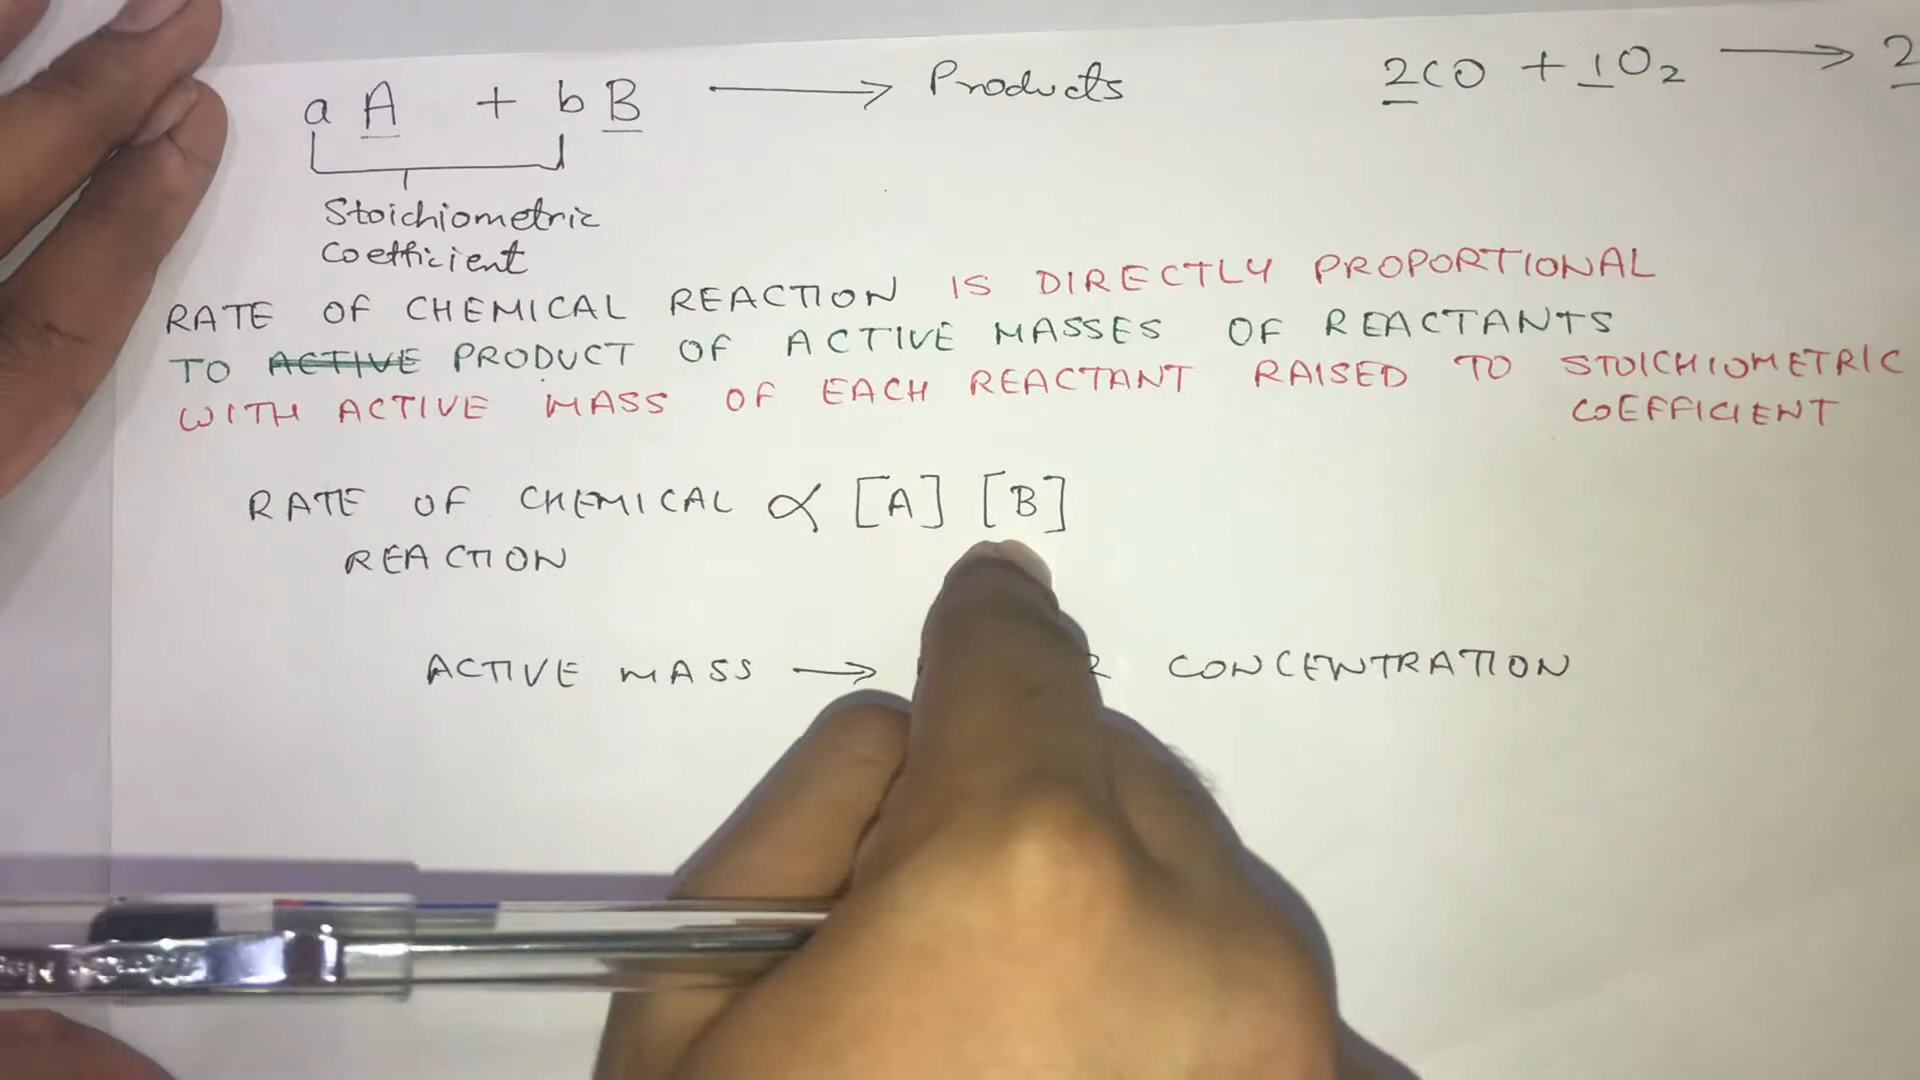 a A + b B → Products
2CO + 1O₂ → 2
Stoichiometric
Coefficient
RATE OF CHEMICAL REACTION IS DIRECTLY PROPORTIONAL
TO ACTIVE PRODUCT OF ACTIVE MASSES OF REACTANTS
WITH ACTIVE MASS OF EACH REACTANT RAISED TO STOICHIOMETRIC
COEFFICIENT
RATE OF CHEMICAL ∝ [A] [B]
REACTION
ACTIVE MASS → CONCENTRATION